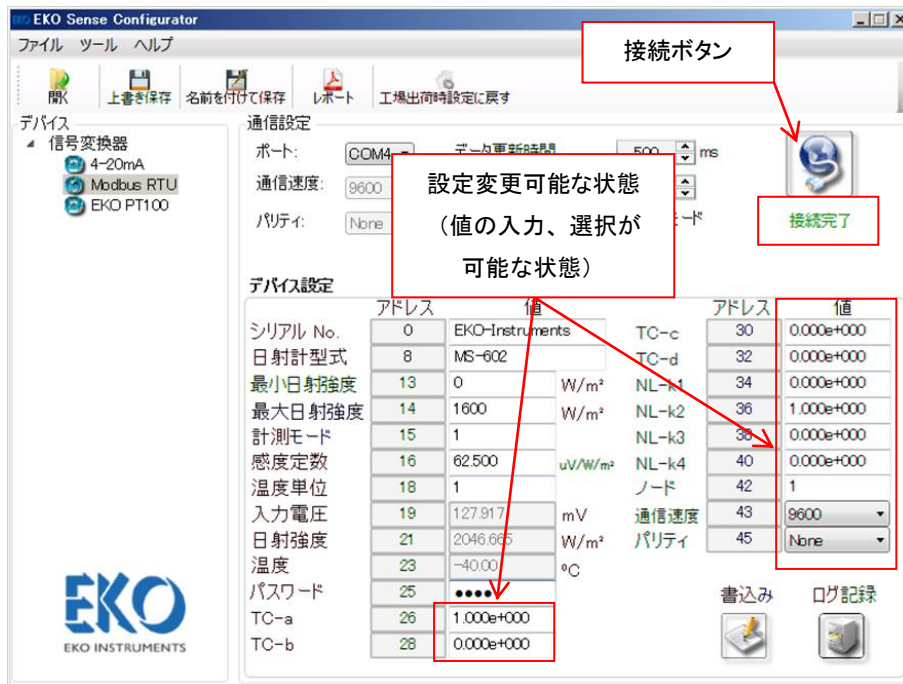 EKO Sense Configurator
ファイル ツール ヘルプ
接続ボタン
開く 上書き保存 名前を付けて保存 レポート 工場出荷時設定に戻す
デバイス
信号変換器
4-20mA
Modbus RTU
EKO PT100
通信設定
ポート: COM4 データ更新時間 500 ms
通信速度: 9600
パリティ: None
接続完了
設定変更可能な状態
（値の入力、選択が
可能な状態）
デバイス設定
アドレス 値 アドレス 値
シリアル No. 0 EKO-Instruments TC-c 30 0.000e+000
日射計型式 8 MS-602 TC-d 32 0.000e+000
最小日射強度 13 0 W/m² NL-k1 34 0.000e+000
最大日射強度 14 1600 W/m² NL-k2 36 1.000e+000
計測モード 15 1 NL-k3 38 0.000e+000
感度定数 16 62.500 uV/W/m² NL-k4 40 0.000e+000
温度単位 18 1 ノード 42 1
入力電圧 19 127.917 mV 通信速度 43 9600
日射強度 21 2046.665 W/m² パリティ 45 None
温度 23 -40.00 ºC
パスワード 25 ●●●●
TC-a 26 1.000e+000
TC-b 28 0.000e+000
書込み ログ記録
EKO
EKO INSTRUMENTS